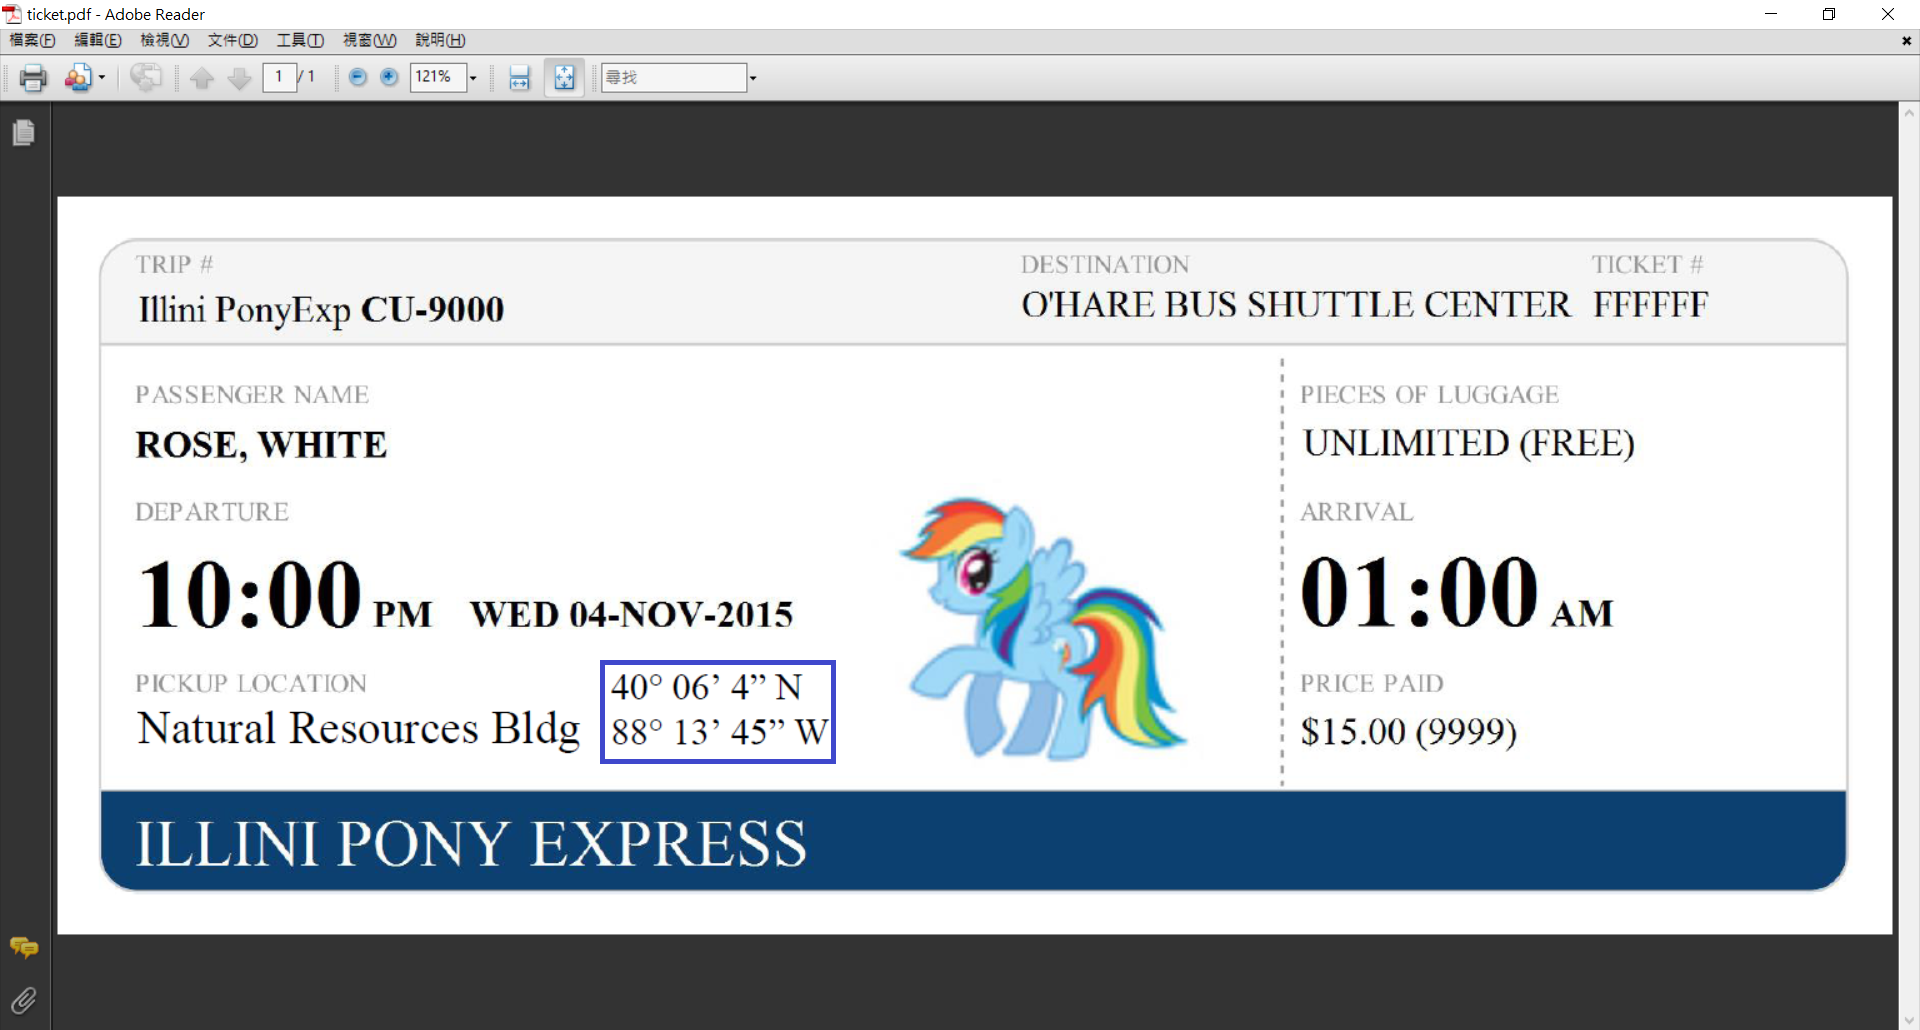 ticket.pdf - Adobe Reader
檔案(F) 編輯(E) 檢視(V) 文件(D) 工具(T) 視窗(W) 說明(H)
1 / 1 121% 尋找
TRIP # DESTINATION TICKET #
Illini PonyExp CU-9000 O'HARE BUS SHUTTLE CENTER FFFFFF
PASSENGER NAME PIECES OF LUGGAGE
ROSE, WHITE UNLIMITED (FREE)
DEPARTURE ARRIVAL
10:00 PM WED 04-NOV-2015 01:00 AM
PICKUP LOCATION 40° 06’ 4” N PRICE PAID
Natural Resources Bldg 88° 13’ 45” W $15.00 (9999)
ILLINI PONY EXPRESS